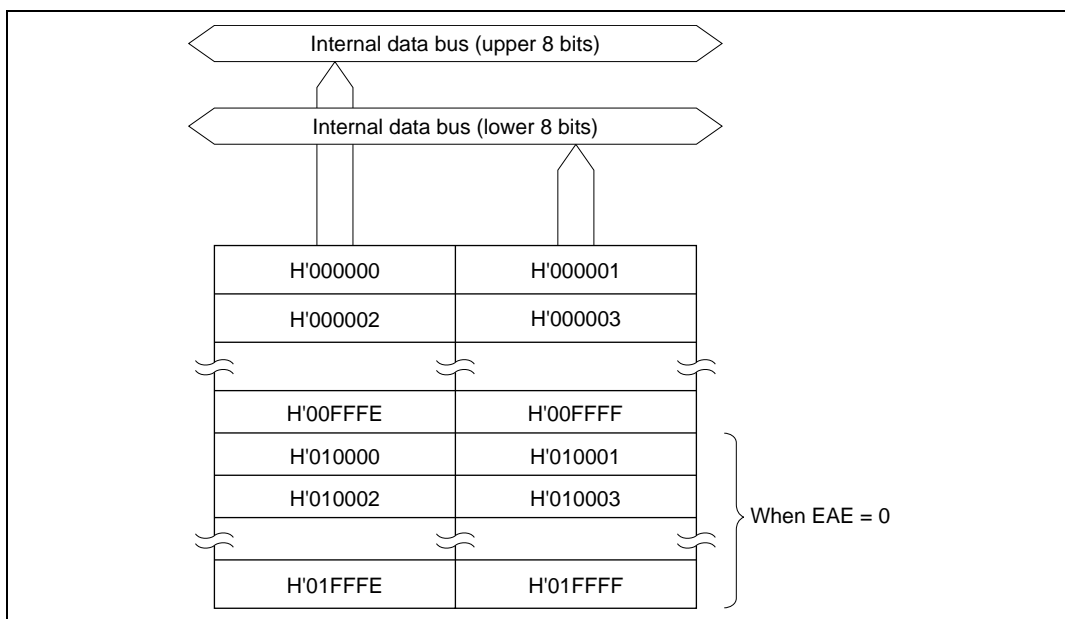 Internal data bus (upper 8 bits)
Internal data bus (lower 8 bits)
H'000000 H'000001
H'000002 H'000003
H'00FFFE H'00FFFF
H'010000 H'010001
H'010002 H'010003
When EAE = 0
H'01FFFE H'01FFFF